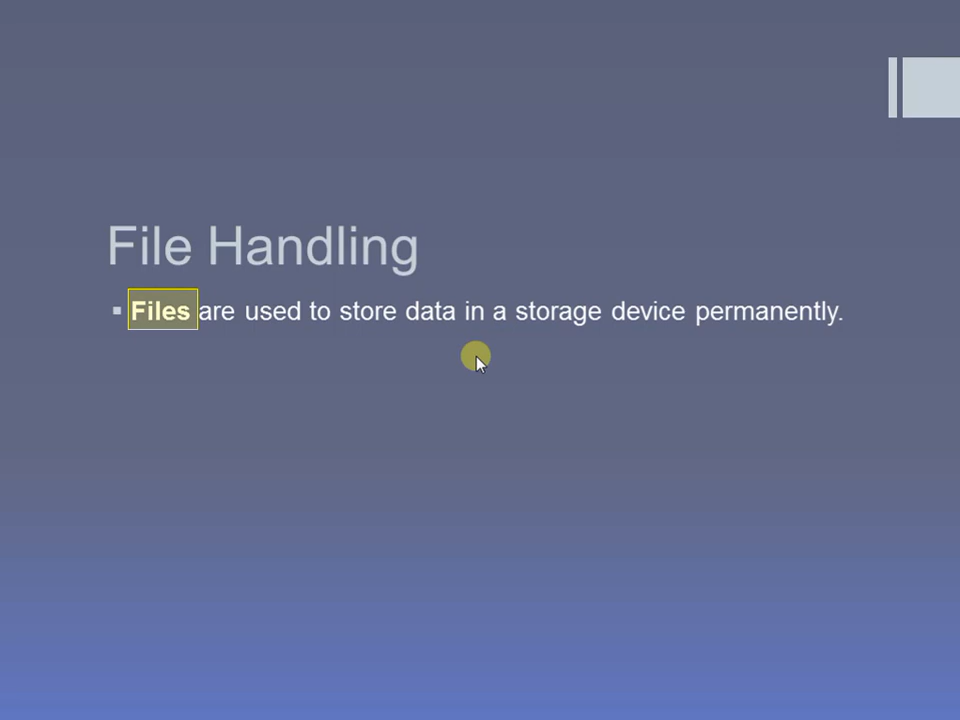 File Handling
▪ Files are used to store data in a storage device permanently.